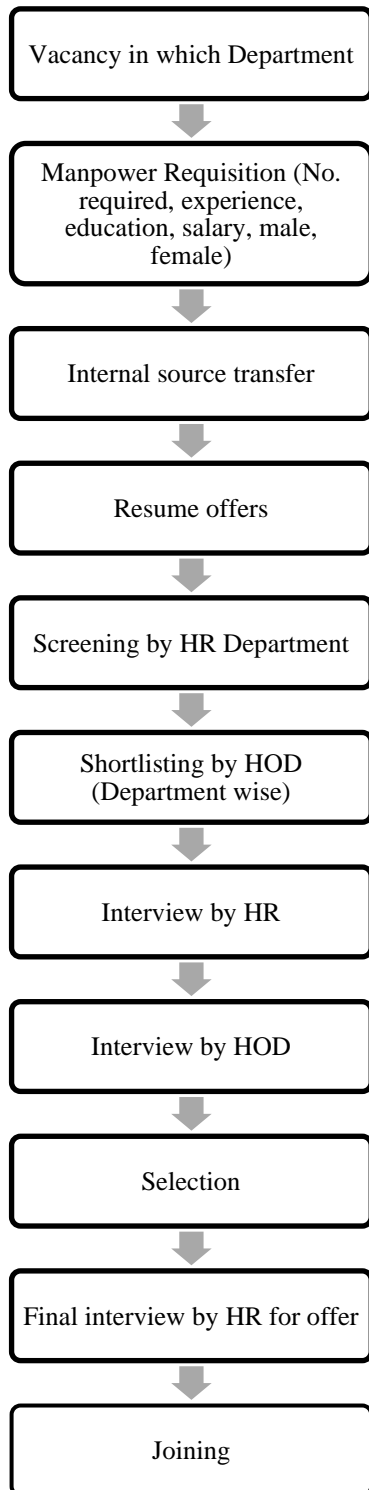 Vacancy in which Department
Manpower Requisition (No.
required, experience,
education, salary, male,
female)
Internal source transfer
Resume offers
Screening by HR Department
Shortlisting by HOD
(Department wise)
Interview by HR
Interview by HOD
Selection
Final interview by HR for offer
Joining